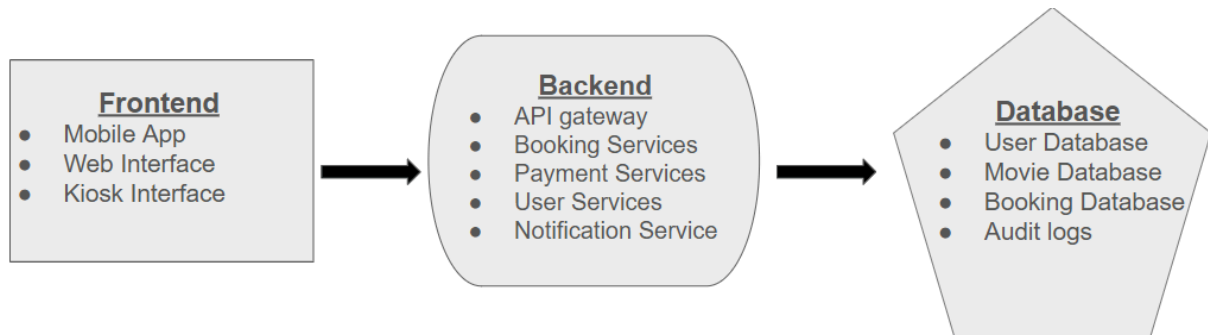 Frontend
● Mobile App
● Web Interface
● Kiosk Interface
Backend
● API gateway
● Booking Services
● Payment Services
● User Services
● Notification Service
Database
● User Database
● Movie Database
● Booking Database
● Audit logs